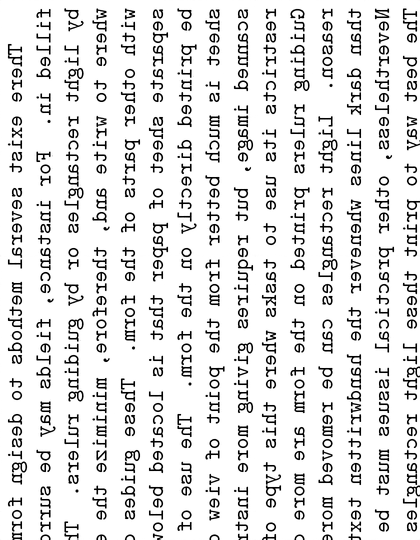 There exist several methods to design form
filled in. For instance, fields may be surro
by light rectangles or by guiding rulers. T
where to write and, therefore, minimize the e
with other parts of the form. These guides c
separate sheet of paper that is located below
be printed directly on the form. The use of
sheet is much better from the point of view o
scanned image, but requires giving more instr
restricts its use to tasks where this type o
Guiding rulers printed on the form are more c
reason. Light rectangles can be removed more
than dark lines whenever the handwritten text
Nevertheless, other practical issues must be
The best way to print these light rectangles